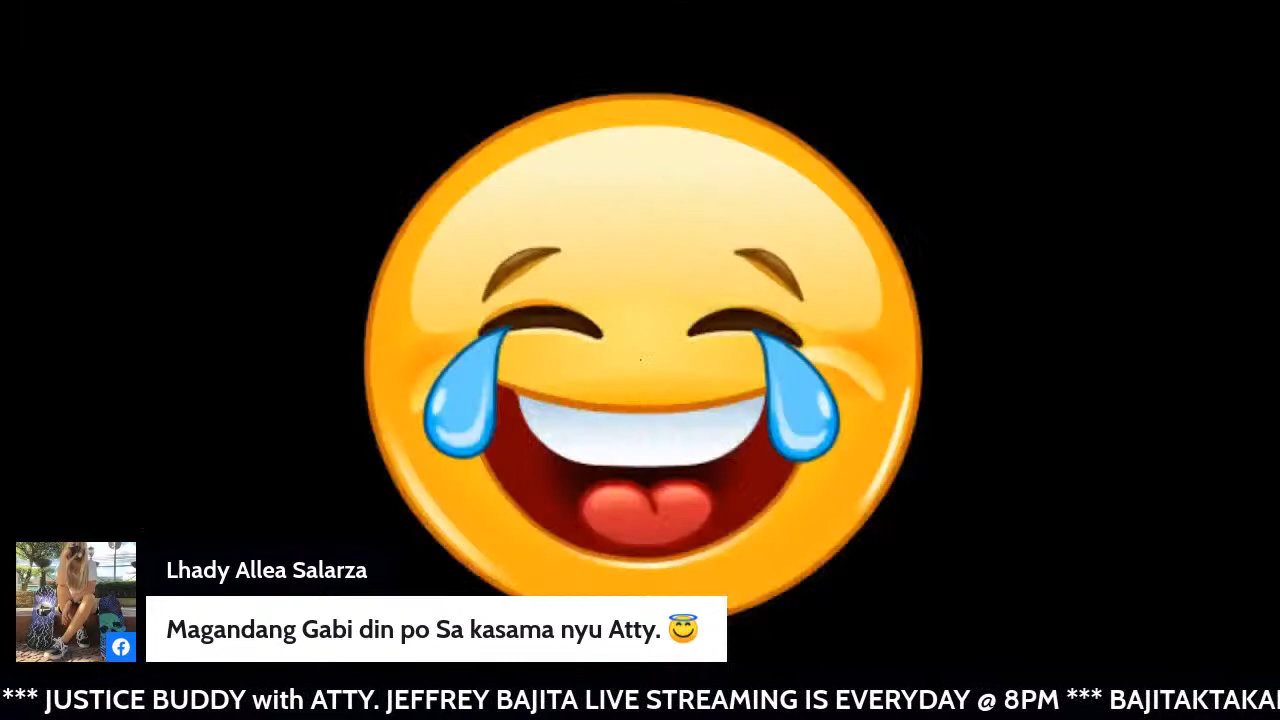 Lhady Allea Salarza
Magandang Gabi din po Sa kasama nyu Atty. 😇
*** JUSTICE BUDDY with ATTY. JEFFREY BAJITA LIVE STREAMING IS EVERYDAY @ 8PM *** BAJITAKTAKA